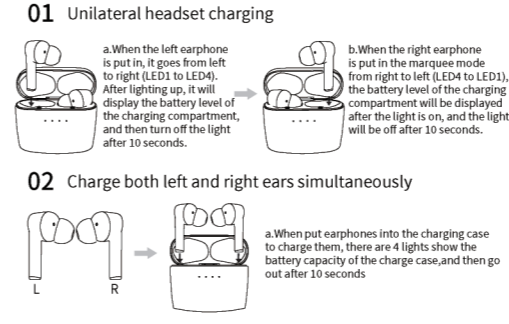 01 Unilateral headset charging
a.When the left earphone
is put in, it goes from left
to right (LED1 to LED4).
After lighting up, it will
display the battery level of
the charging compartment,
and then turn off the light
after 10 seconds.
b.When the right earphone
is put in the marquee mode
from right to left (LED4 to LED1),
the battery level of the charging
compartment will be displayed
after the light is on, and the light
will be off after 10 seconds.
02 Charge both left and right ears simultaneously
L R
a.When put earphones into the charging case
to charge them, there are 4 lights show the
battery capacity of the charge case,and then go
out after 10 seconds